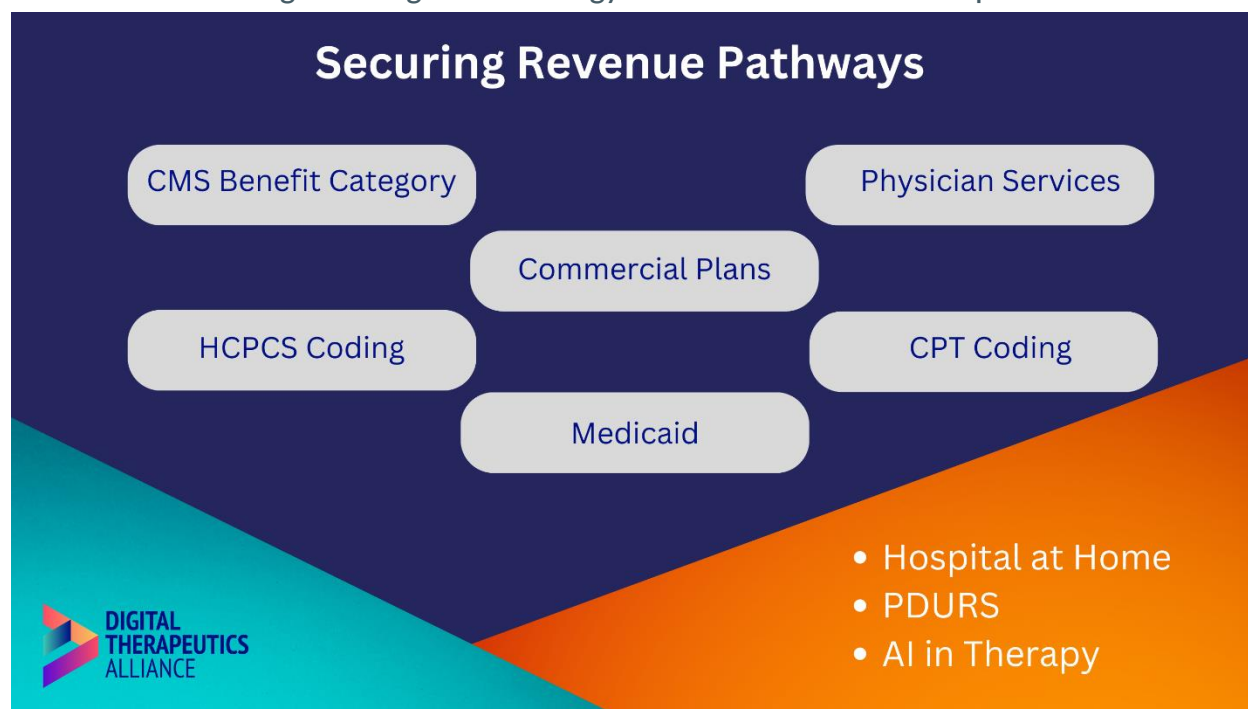 Securing Revenue Pathways
CMS Benefit Category
Physician Services
Commercial Plans
HCPCS Coding
CPT Coding
Medicaid
• Hospital at Home
• PDURS
• AI in Therapy
DIGITAL
THERAPEUTICS
ALLIANCE